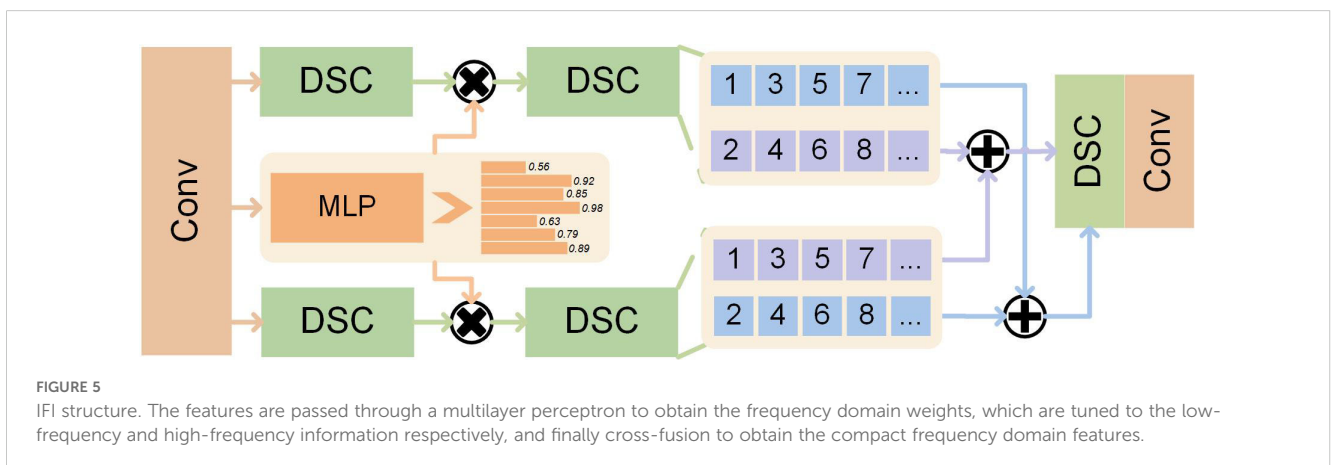 Conv
DSC
DSC
1 3 5 7 ...
2 4 6 8 ...
MLP
0.56
0.92
0.85
0.98
0.63
0.79
0.89
DSC
DSC
1 3 5 7 ...
2 4 6 8 ...
DSC
Conv
FIGURE 5
IFI structure. The features are passed through a multilayer perceptron to obtain the frequency domain weights, which are tuned to the low-
frequency and high-frequency information respectively, and finally cross-fusion to obtain the compact frequency domain features.